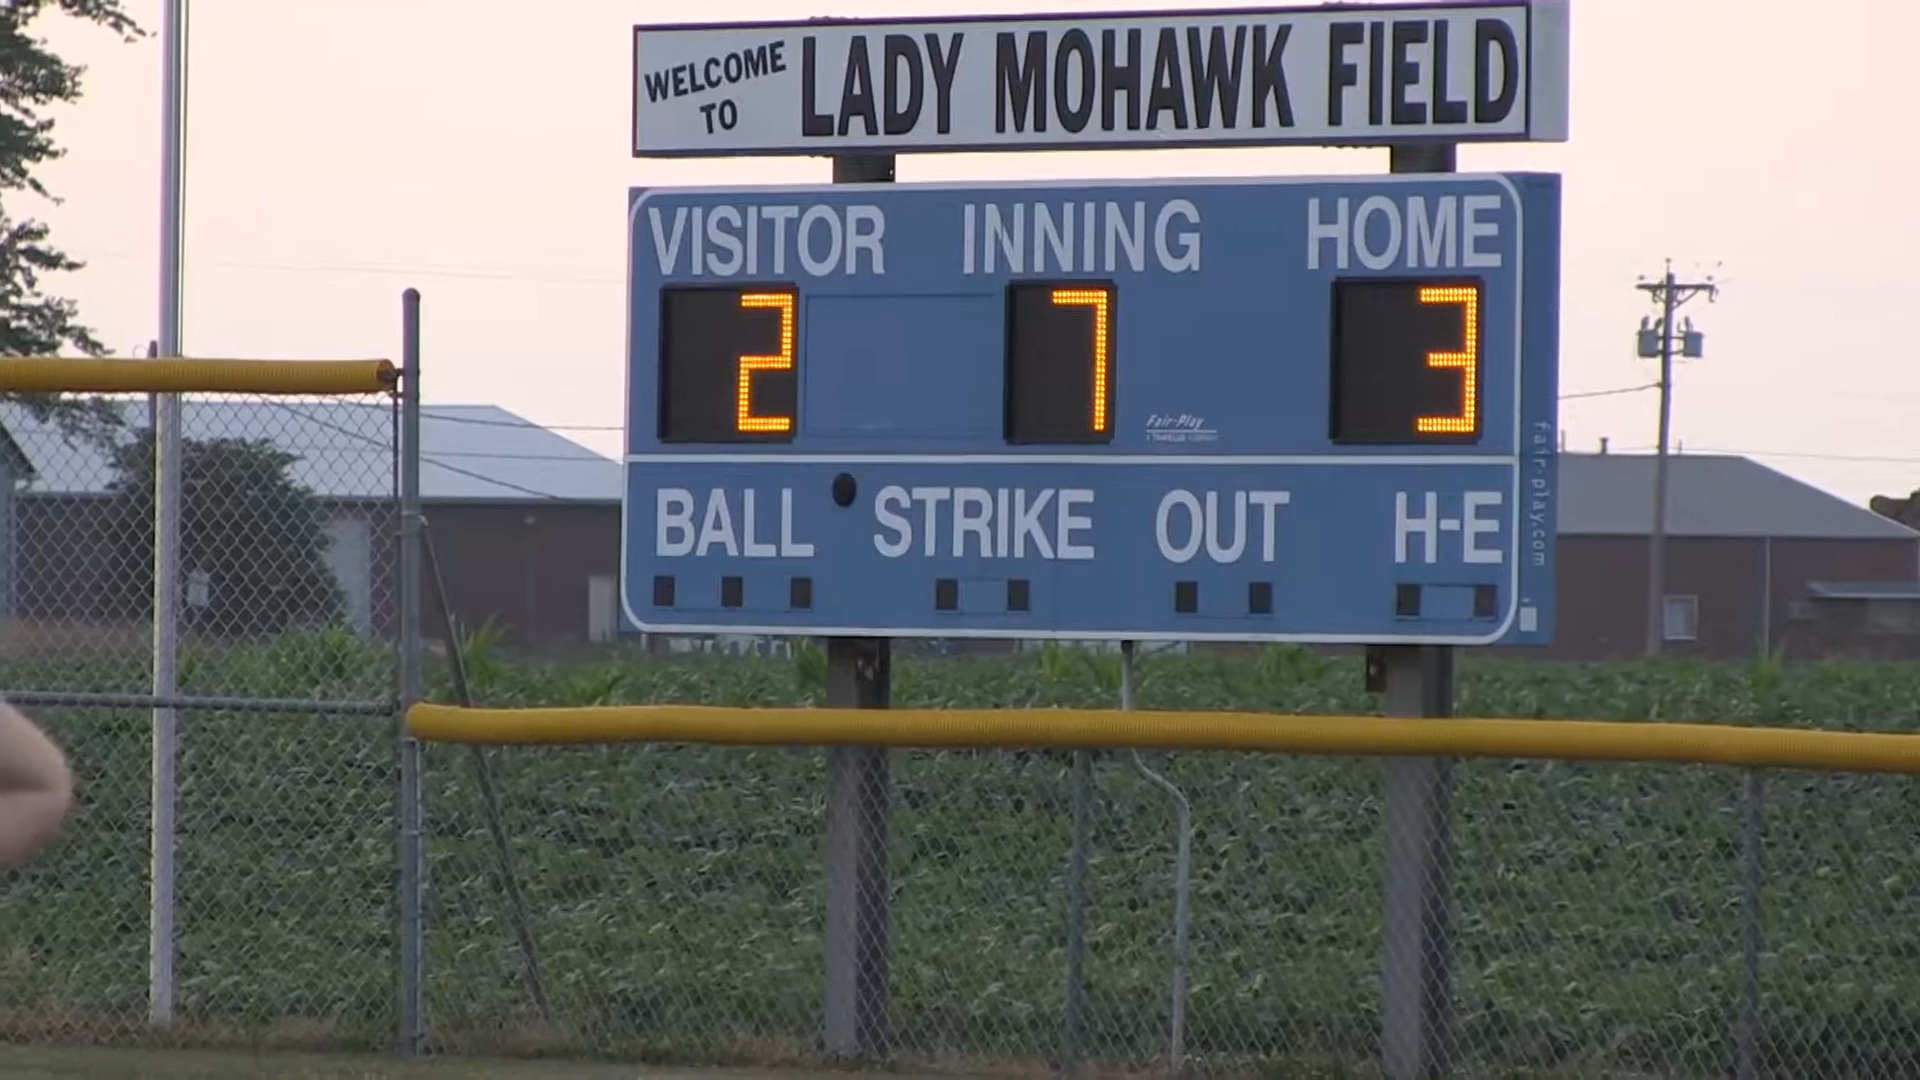 WELCOME TO LADY MOHAWK FIELD
VISITOR INNING HOME
2 7 3
Fair-Play
BALL STRIKE OUT H-E
fair-play.com